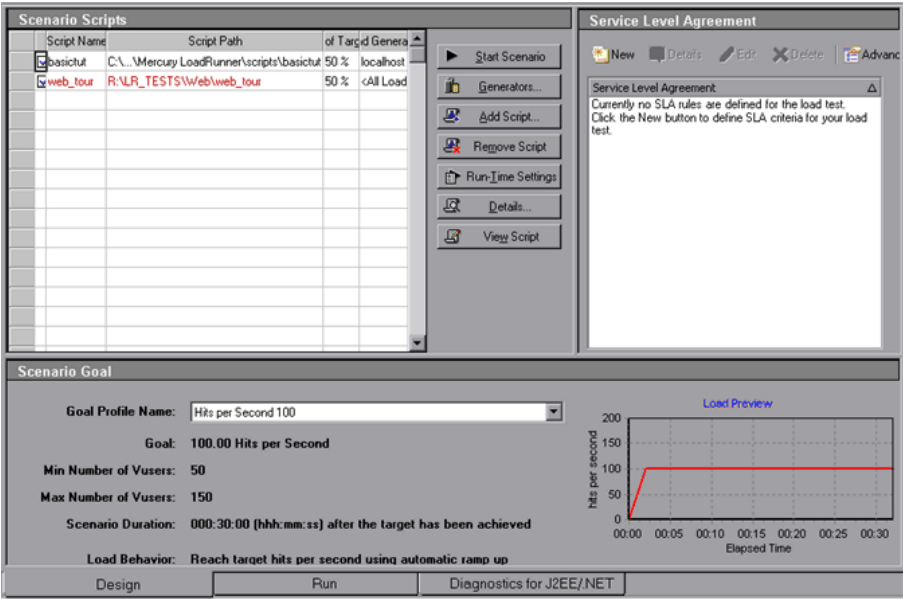 Scenario Scripts
Script Name Script Path of Targ d Genera
basictut C:\...\Mercury LoadRunner\scripts\basictut 50 % localhost
web_tour R:\LR_TESTS\Web\web_tour 50 % <All Load
Start Scenario
Generators...
Add Script...
Remove Script
Run-Time Settings
Details...
View Script
Service Level Agreement
New Details Edit Delete Advanc
Service Level Agreement
Currently no SLA rules are defined for the load test.
Click the New button to define SLA criteria for your load
test.
Scenario Goal
Goal Profile Name: Hits per Second 100
Goal: 100.00 Hits per Second
Min Number of Vusers: 50
Max Number of Vusers: 150
Scenario Duration: 000:30:00 (hhh:mm:ss) after the target has been achieved
Load Behavior: Reach target hits per second using automatic ramp up
Load Preview
hits per second
200
150
100
50
0
00:00 00:05 00:10 00:15 00:20 00:25 00:30
Elapsed Time
Design Run Diagnostics for J2EE/.NET